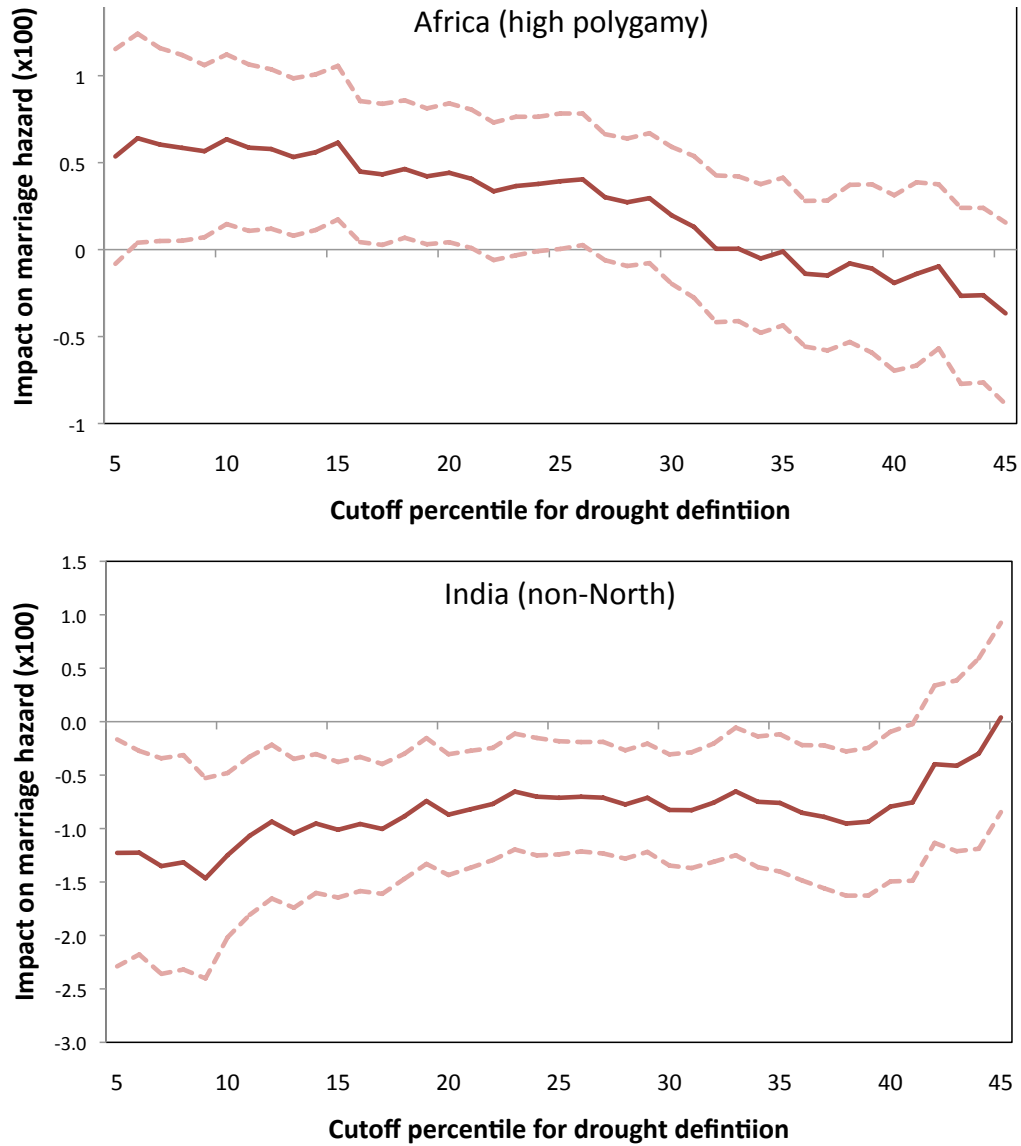 Africa (high polygamy)
Impact on marriage hazard (x100)
1
0.5
0
-0.5
-1
5 10 15 20 25 30 35 40 45
Cutoff percentile for drought defintiion
India (non-North)
Impact on marriage hazard (x100)
1.5
1.0
0.5
0.0
-0.5
-1.0
-1.5
-2.0
-2.5
-3.0
5 10 15 20 25 30 35 40 45
Cutoff percentile for drought defintiion